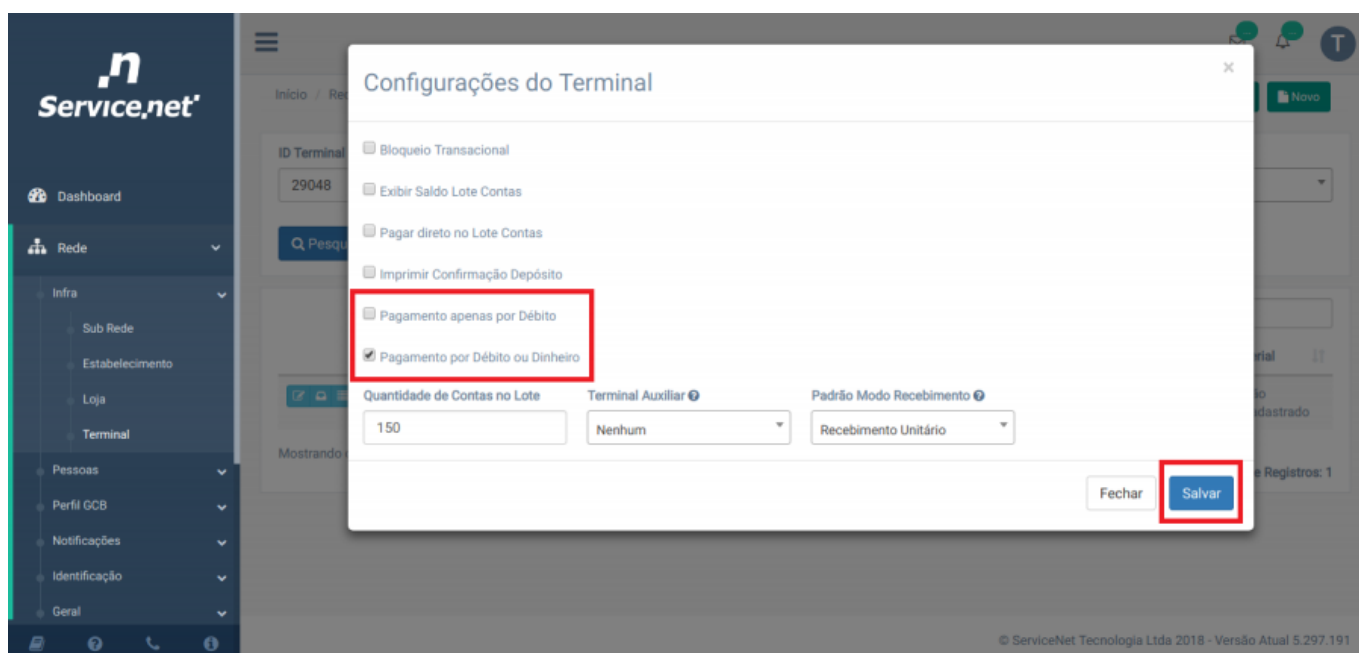 .n
Service.net
Dashboard
Rede
Infra
Sub Rede
Estabelecimento
Loja
Terminal
Pessoas
Perfil GCB
Notificações
Identificação
Geral
T
Início / Rec
Novo
ID Terminal
29048
Pesqu
Mostrando
erial
io
adastrado
e Registros: 1
Configurações do Terminal
×
Bloqueio Transacional
Exibir Saldo Lote Contas
Pagar direto no Lote Contas
Imprimir Confirmação Depósito
Pagamento apenas por Débito
Pagamento por Débito ou Dinheiro
Quantidade de Contas no Lote Terminal Auxiliar Padrão Modo Recebimento
150 Nenhum Recebimento Unitário
Fechar Salvar
© ServiceNet Tecnologia Ltda 2018 - Versão Atual 5.297.191